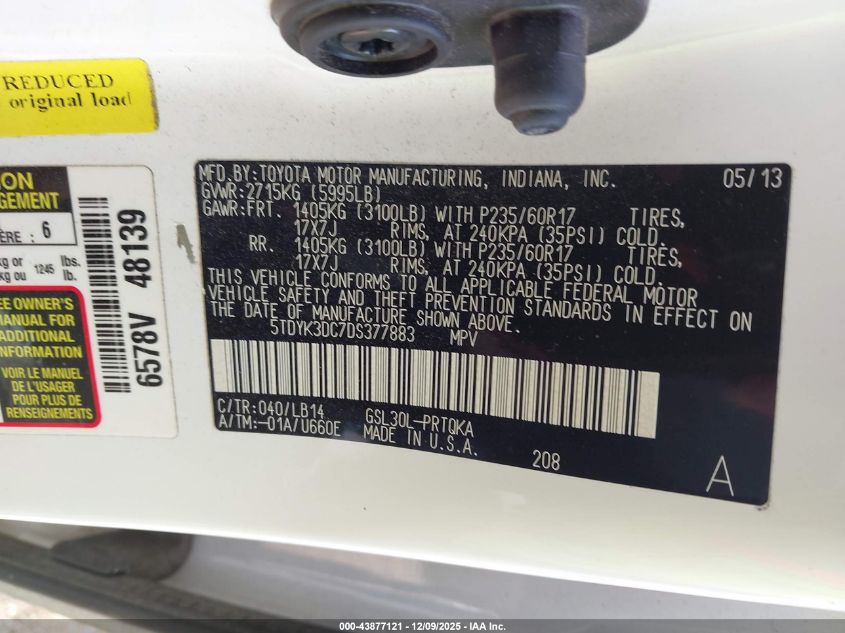 REDUCED
original load
ION
GEMENT
ÈRE : 6
kg or 1245 lbs.
kg ou lb.
EE OWNER'S
MANUAL FOR
ADDITIONAL
INFORMATION
VOIR LE MANUEL
DE L'USAGER
POUR PLUS DE
RENSEIGNEMENTS
6578V 48139
MFD.BY:TOYOTA MOTOR MANUFACTURING, INDIANA, INC. 05/13
GVWR:2715KG (5995LB)
GAWR:FRT. 1405KG (3100LB) WITH P235/60R17 TIRES,
17X7J RIMS, AT 240KPA (35PSI) COLD.
RR. 1405KG (3100LB) WITH P235/60R17 TIRES,
17X7J RIMS, AT 240KPA (35PSI) COLD.
THIS VEHICLE CONFORMS TO ALL APPLICABLE FEDERAL MOTOR
VEHICLE SAFETY AND THEFT PREVENTION STANDARDS IN EFFECT ON
THE DATE OF MANUFACTURE SHOWN ABOVE.
5TDYK3DC7DS377883 MPV
C/TR:040/LB14 GSL30L-PRTQKA
A/TM:-01A/U660E MADE IN U.S.A.
208
A
000-43877121 - 12/09/2025 - IAA Inc.